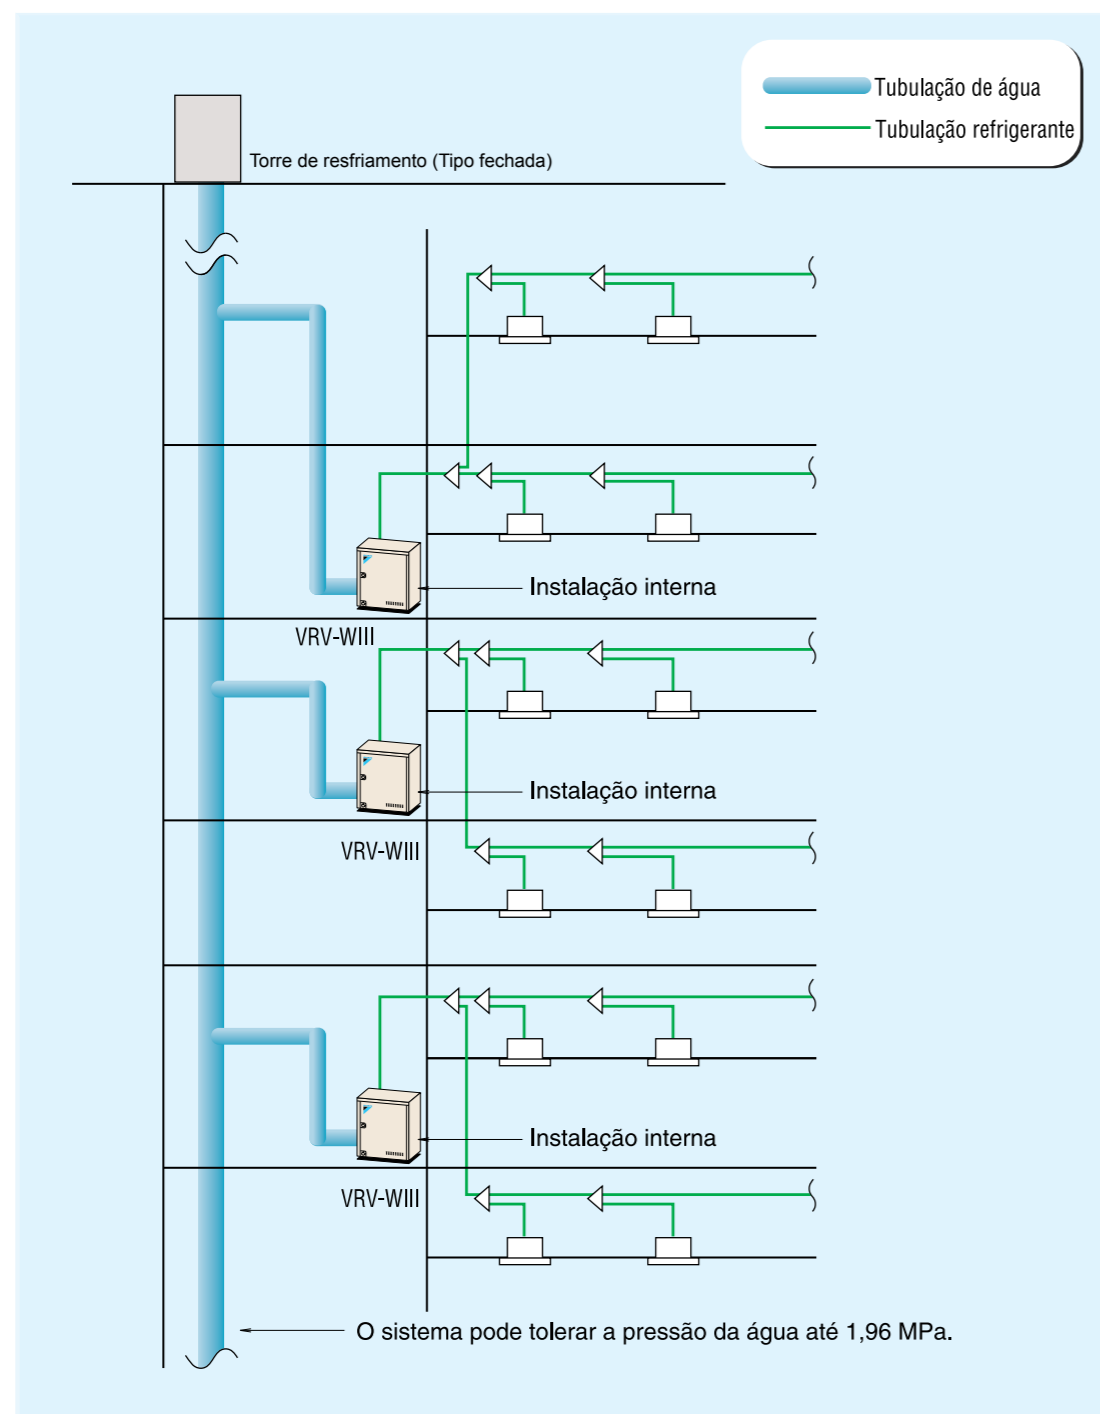 Tubulação de água
Tubulação refrigerante
Torre de resfriamento (Tipo fechada)
Instalação interna
VRV-WIII
Instalação interna
VRV-WIII
Instalação interna
VRV-WIII
O sistema pode tolerar a pressão da água até 1,96 MPa.